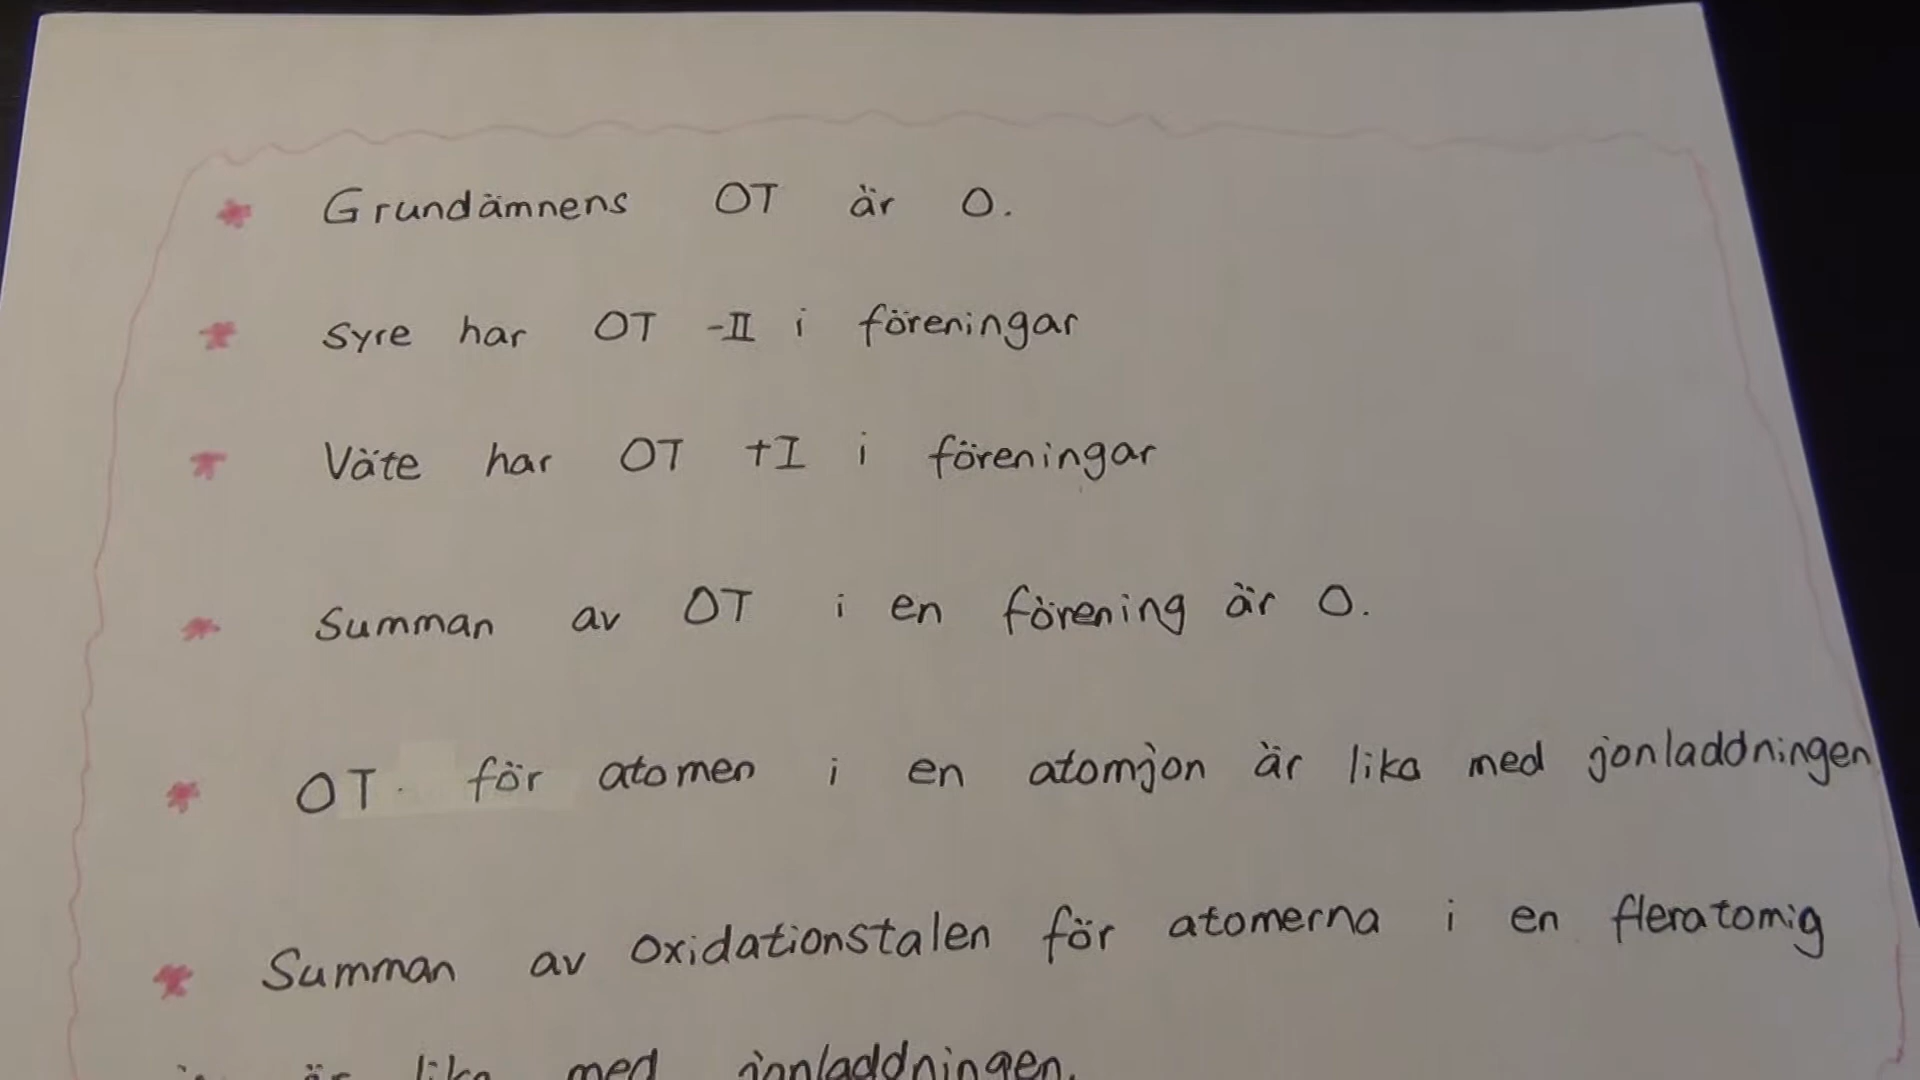 * Grundämnens OT är 0.
* Syre har OT -II i föreningar
* Väte har OT +I i föreningar
* Summan av OT i en förening är 0.
* OT. för atomen i en atomjon är lika med jonladdningen
* Summan av oxidationstalen för atomerna i en fleratomig
är lika med jonladdningen.